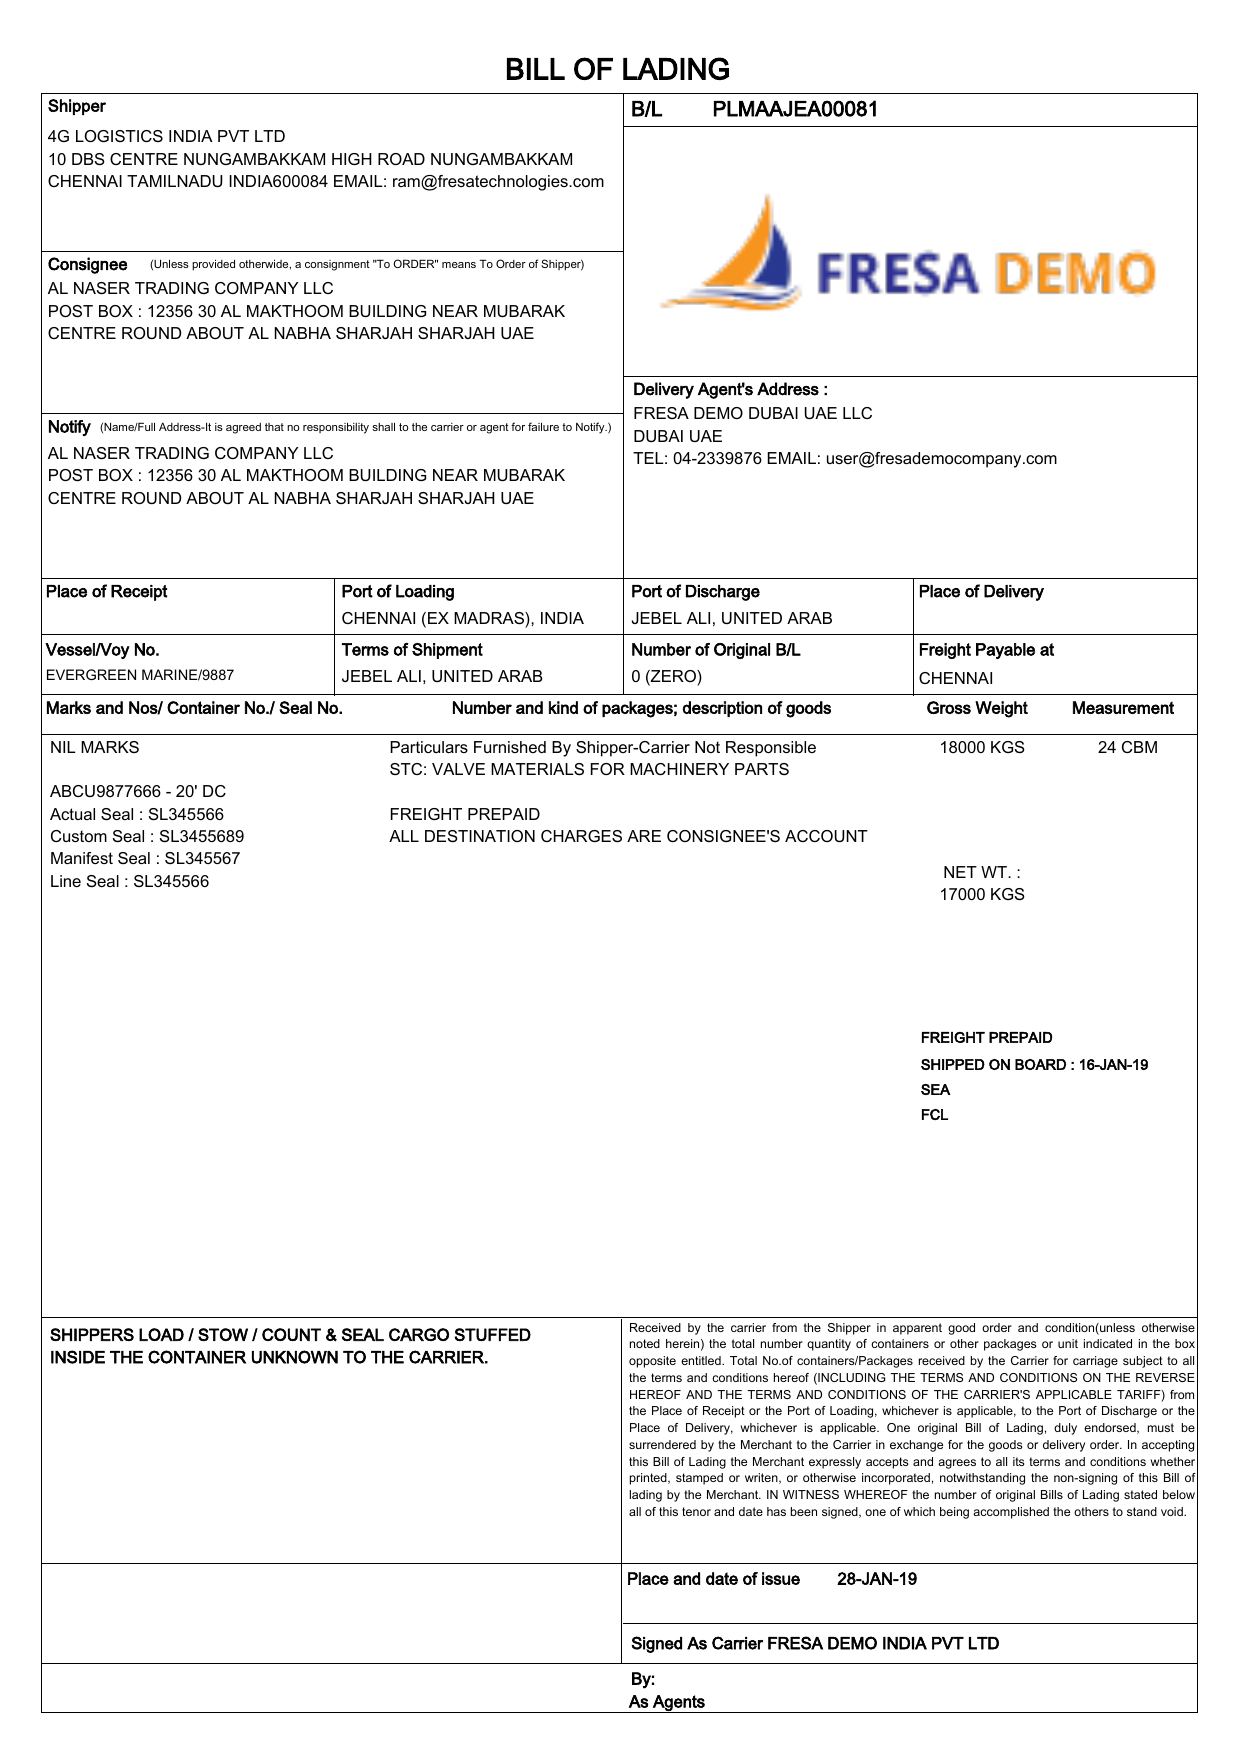 BILL OF LADING
Shipper
4G LOGISTICS INDIA PVT LTD
10 DBS CENTRE NUNGAMBAKKAM HIGH ROAD NUNGAMBAKKAM
CHENNAI TAMILNADU INDIA600084 EMAIL: ram@fresatechnologies.com
B/L PLMAAJEA00081
FRESA DEMO
Consignee (Unless provided otherwise, a consignment "To ORDER" means To Order of Shipper)
AL NASER TRADING COMPANY LLC
POST BOX : 12356 30 AL MAKTHOOM BUILDING NEAR MUBARAK
CENTRE ROUND ABOUT AL NABHA SHARJAH SHARJAH UAE
Delivery Agent's Address :
FRESA DEMO DUBAI UAE LLC
DUBAI UAE
TEL: 04-2339876 EMAIL: user@fresademocompany.com
Notify (Name/Full Address-It is agreed that no responsibility shall to the carrier or agent for failure to Notify.)
AL NASER TRADING COMPANY LLC
POST BOX : 12356 30 AL MAKTHOOM BUILDING NEAR MUBARAK
CENTRE ROUND ABOUT AL NABHA SHARJAH SHARJAH UAE
Place of Receipt
Port of Loading
CHENNAI (EX MADRAS), INDIA
Port of Discharge
JEBEL ALI, UNITED ARAB
Place of Delivery
Vessel/Voy No.
EVERGREEN MARINE/9887
Terms of Shipment
JEBEL ALI, UNITED ARAB
Number of Original B/L
0 (ZERO)
Freight Payable at
CHENNAI
Marks and Nos/ Container No./ Seal No. Number and kind of packages; description of goods Gross Weight Measurement
NIL MARKS
ABCU9877666 - 20' DC
Actual Seal : SL345566
Custom Seal : SL3455689
Manifest Seal : SL345567
Line Seal : SL345566
Particulars Furnished By Shipper-Carrier Not Responsible
STC: VALVE MATERIALS FOR MACHINERY PARTS
FREIGHT PREPAID
ALL DESTINATION CHARGES ARE CONSIGNEE'S ACCOUNT
18000 KGS
NET WT. :
17000 KGS
24 CBM
FREIGHT PREPAID
SHIPPED ON BOARD : 16-JAN-19
SEA
FCL
SHIPPERS LOAD / STOW / COUNT & SEAL CARGO STUFFED
INSIDE THE CONTAINER UNKNOWN TO THE CARRIER.
Received by the carrier from the Shipper in apparent good order and condition(unless otherwise
noted herein) the total number quantity of containers or other packages or unit indicated in the box
opposite entitled. Total No.of containers/Packages received by the Carrier for carriage subject to all
the terms and conditions hereof (INCLUDING THE TERMS AND CONDITIONS ON THE REVERSE
HEREOF AND THE TERMS AND CONDITIONS OF THE CARRIER'S APPLICABLE TARIFF) from
the Place of Receipt or the Port of Loading, whichever is applicable, to the Port of Discharge or the
Place of Delivery, whichever is applicable. One original Bill of Lading, duly endorsed, must be
surrendered by the Merchant to the Carrier in exchange for the goods or delivery order. In accepting
this Bill of Lading the Merchant expressly accepts and agrees to all its terms and conditions whether
printed, stamped or writen, or otherwise incorporated, notwithstanding the non-signing of this Bill of
lading by the Merchant. IN WITNESS WHEREOF the number of original Bills of Lading stated below
all of this tenor and date has been signed, one of which being accomplished the others to stand void.
Place and date of issue 28-JAN-19
Signed As Carrier FRESA DEMO INDIA PVT LTD
By:
As Agents